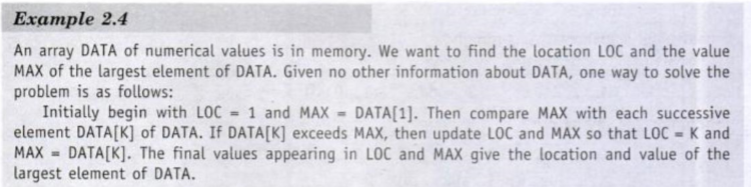 Example 2.4
An array DATA of numerical values is in memory. We want to find the location LOC and the value
MAX of the largest element of DATA. Given no other information about DATA, one way to solve the
problem is as follows:
Initially begin with LOC = 1 and MAX = DATA[1]. Then compare MAX with each successive
element DATA[K] of DATA. If DATA[K] exceeds MAX, then update LOC and MAX so that LOC = K and
MAX = DATA[K]. The final values appearing in LOC and MAX give the location and value of the
largest element of DATA.